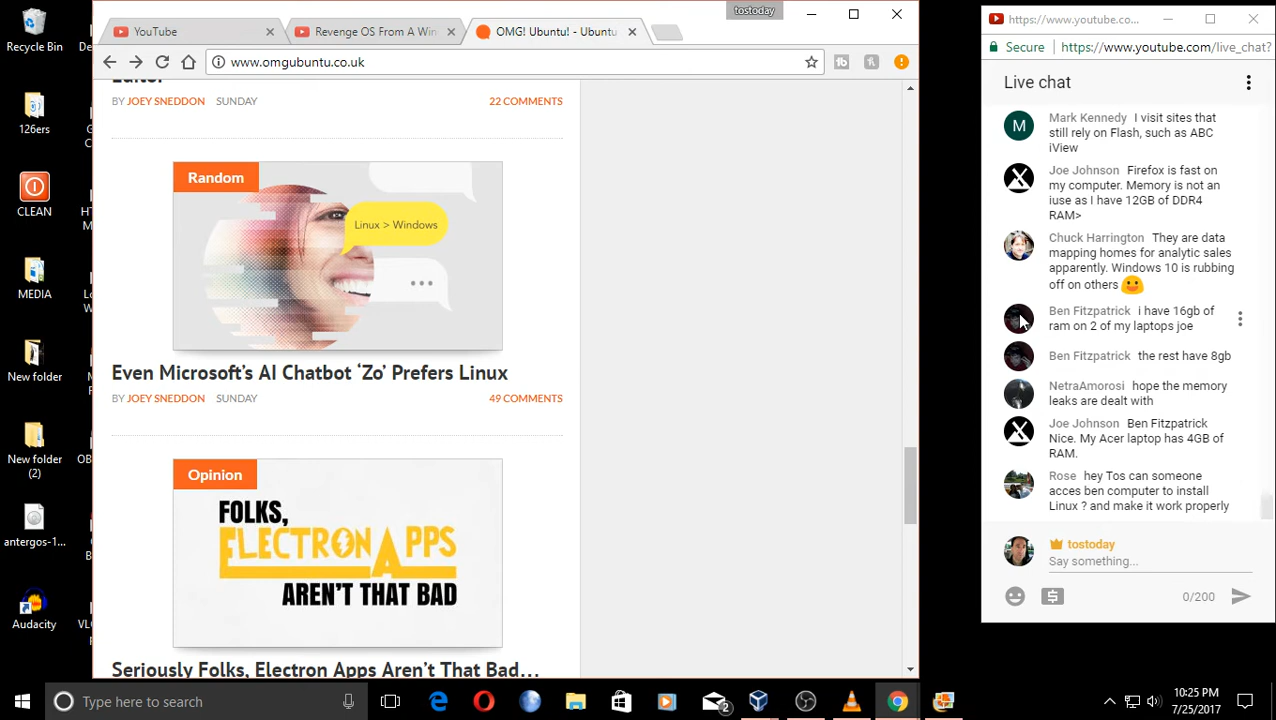 Recycle Bin
126ers
CLEAN
MEDIA
New folder
New folder
(2)
antergos-1...
Audacity
tostoday
YouTube
Revenge OS From A Win
OMG! Ubuntu! - Ubuntu
www.omgubuntu.co.uk
Editor
BY JOEY SNEDDON SUNDAY 22 COMMENTS
Random
Linux > Windows
Even Microsoft's AI Chatbot 'Zo' Prefers Linux
BY JOEY SNEDDON SUNDAY 49 COMMENTS
Opinion
FOLKS,
ELECTRON APPS
AREN'T THAT BAD
Seriously Folks, Electron Apps Aren't That Bad...
https://www.youtube.co...
Secure https://www.youtube.com/live_chat?
Live chat
M
Mark Kennedy I visit sites that
still rely on Flash, such as ABC
iView
Joe Johnson Firefox is fast on
my computer. Memory is not an
iuse as I have 12GB of DDR4
RAM>
Chuck Harrington They are data
mapping homes for analytic sales
apparently. Windows 10 is rubbing
off on others
Ben Fitzpatrick i have 16gb of
ram on 2 of my laptops joe
Ben Fitzpatrick the rest have 8gb
NetraAmorosi hope the memory
leaks are dealt with
Joe Johnson Ben Fitzpatrick
Nice. My Acer laptop has 4GB of
RAM.
Rose hey Tos can someone
acces ben computer to install
Linux ? and make it work properly
tostoday
Say something...
0/200
Type here to search
2
10:25 PM
7/25/2017